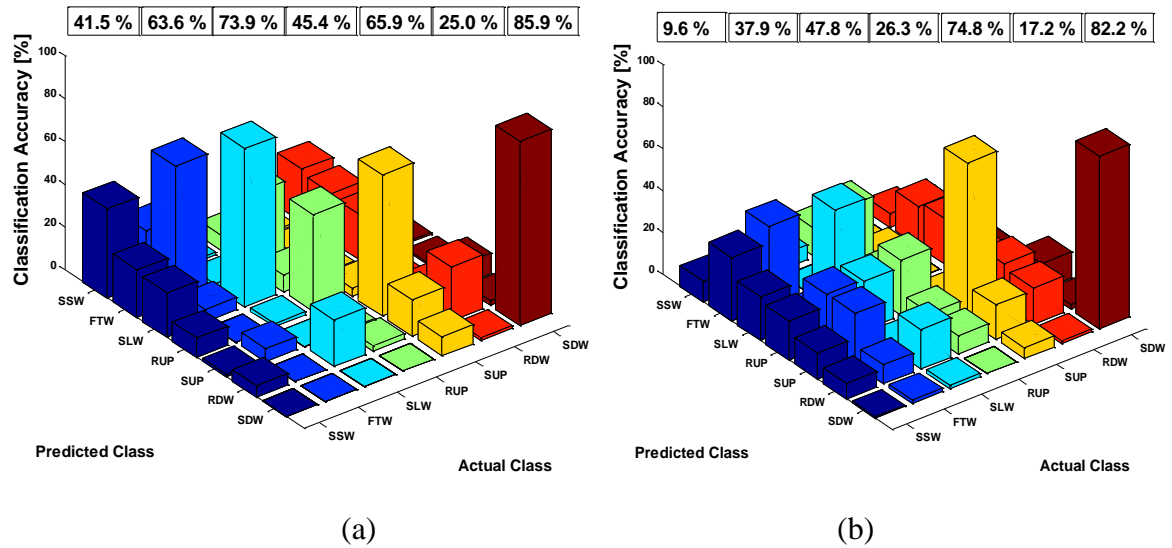 41.5 % 63.6 % 73.9 % 45.4 % 65.9 % 25.0 % 85.9 %
Classification Accuracy [%]
100
80
60
40
20
0
SSW
FTW
SLW
RUP
SUP
RDW
SDW
SSW
FTW
SLW
RUP
SUP
RDW
SDW
Predicted Class
Actual Class
(a)
9.6 % 37.9 % 47.8 % 26.3 % 74.8 % 17.2 % 82.2 %
Classification Accuracy [%]
100
80
60
40
20
0
SSW
FTW
SLW
RUP
SUP
RDW
SDW
SSW
FTW
SLW
RUP
SUP
RDW
SDW
Predicted Class
Actual Class
(b)